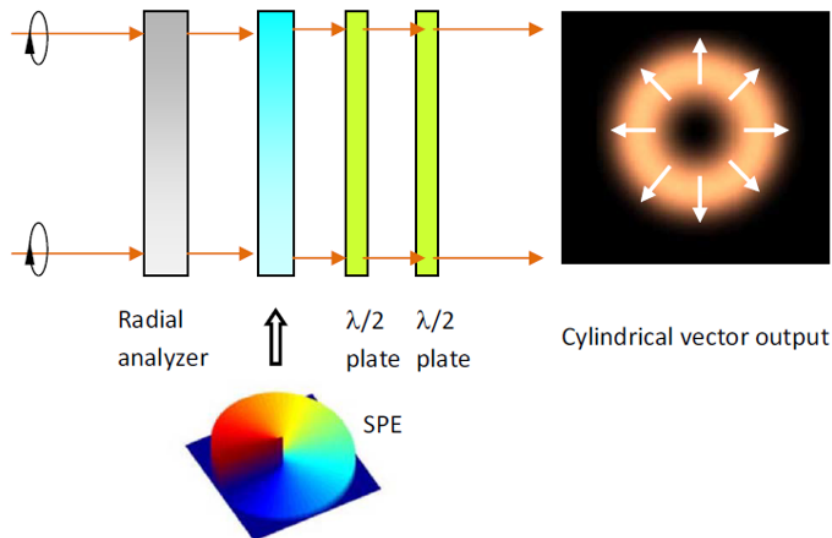 Radial
analyzer
λ/2
plate
λ/2
plate
Cylindrical vector output
SPE